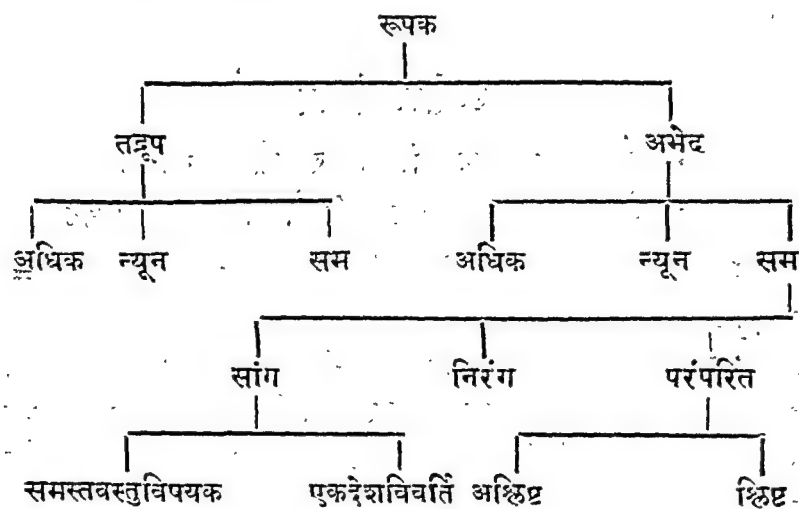 रूपक
तद्रूप अभेद
अधिक न्यून सम अधिक न्यून सम
सांग निरंग परंपरित
समस्तवस्तुविषयक एकदेशविवर्ति अश्लिष्ट श्लिष्ट